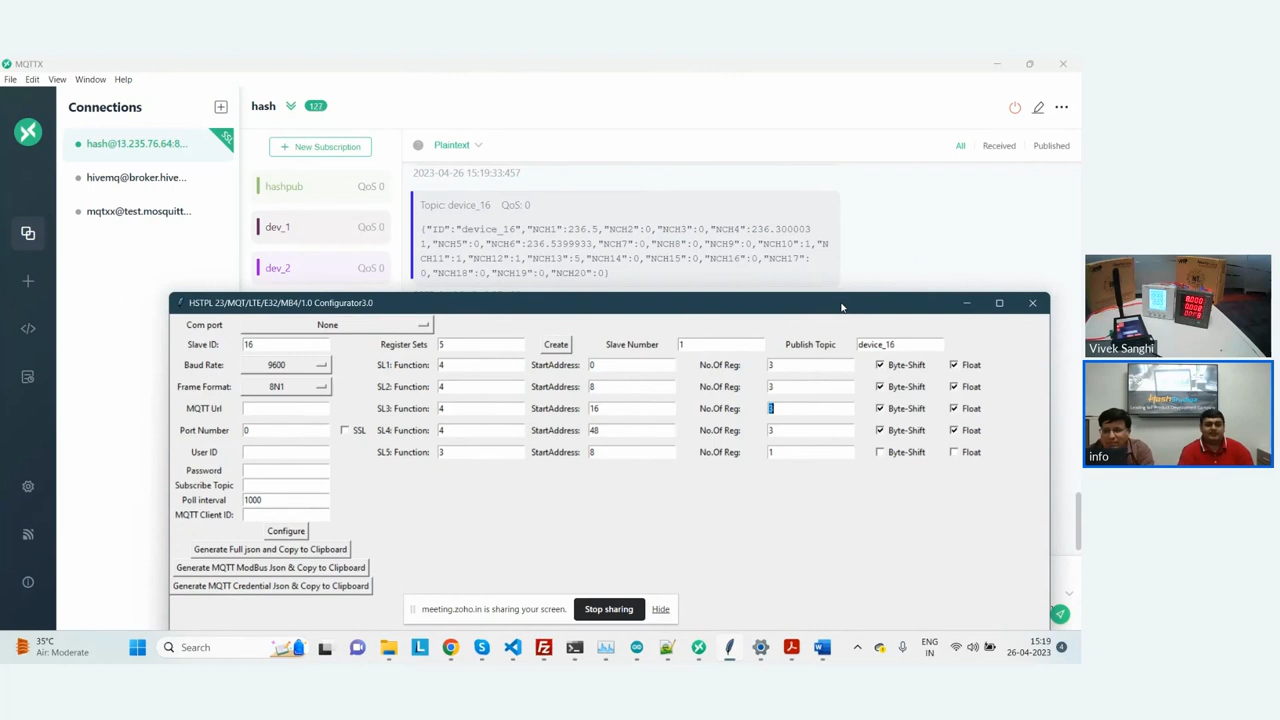 MQTTX
File Edit View Window Help
Connections
hash 127
hash@13.235.76.64:8...
SSL
hivemq@broker.hive...
mqtxx@test.mosquitt...
New Subscription
hashpub QoS 0
dev_1 QoS 0
dev_2 QoS 0
Plaintext All Received Published
2023-04-26 15:19:33:457
Topic: device_16 QoS: 0
{"ID":"device_16","NCH1":236.5,"NCH2":0,"NCH3":0,"NCH4":236.300003
1,"NCH5":0,"NCH6":236.5399933,"NCH7":0,"NCH8":0,"NCH9":0,"NCH10":1,"N
CH11":1,"NCH12":1,"NCH13":5,"NCH14":0,"NCH15":0,"NCH16":0,"NCH17"
:0,"NCH18":0,"NCH19":0,"NCH20":0}
HSTPL 23/MQT/LTE/E32/MB4/1.0 Configurator3.0
Com port None
Slave ID: 16 Register Sets 5 Create Slave Number 1 Publish Topic device_16
Baud Rate: 9600 SL1: Function: 4 StartAddress: 0 No.Of Reg: 3 Byte-Shift Float
Frame Format: 8N1 SL2: Function: 4 StartAddress: 8 No.Of Reg: 3 Byte-Shift Float
MQTT Url SL3: Function: 4 StartAddress: 16 No.Of Reg: 3 Byte-Shift Float
Port Number 0 SSL SL4: Function: 4 StartAddress: 48 No.Of Reg: 3 Byte-Shift Float
User ID SL5: Function: 3 StartAddress: 8 No.Of Reg: 1 Byte-Shift Float
Password
Subscribe Topic
Poll interval 1000
MQTT Client ID:
Configure
Generate Full json and Copy to Clipboard
Generate MQTT ModBus Json & Copy to Clipboard
Generate MQTT Credential Json & Copy to Clipboard
meeting.zoho.in is sharing your screen. Stop sharing Hide
Vivek Sanghi
info
35°C
Air: Moderate
Search
ENG
IN
15:19
26-04-2023
4